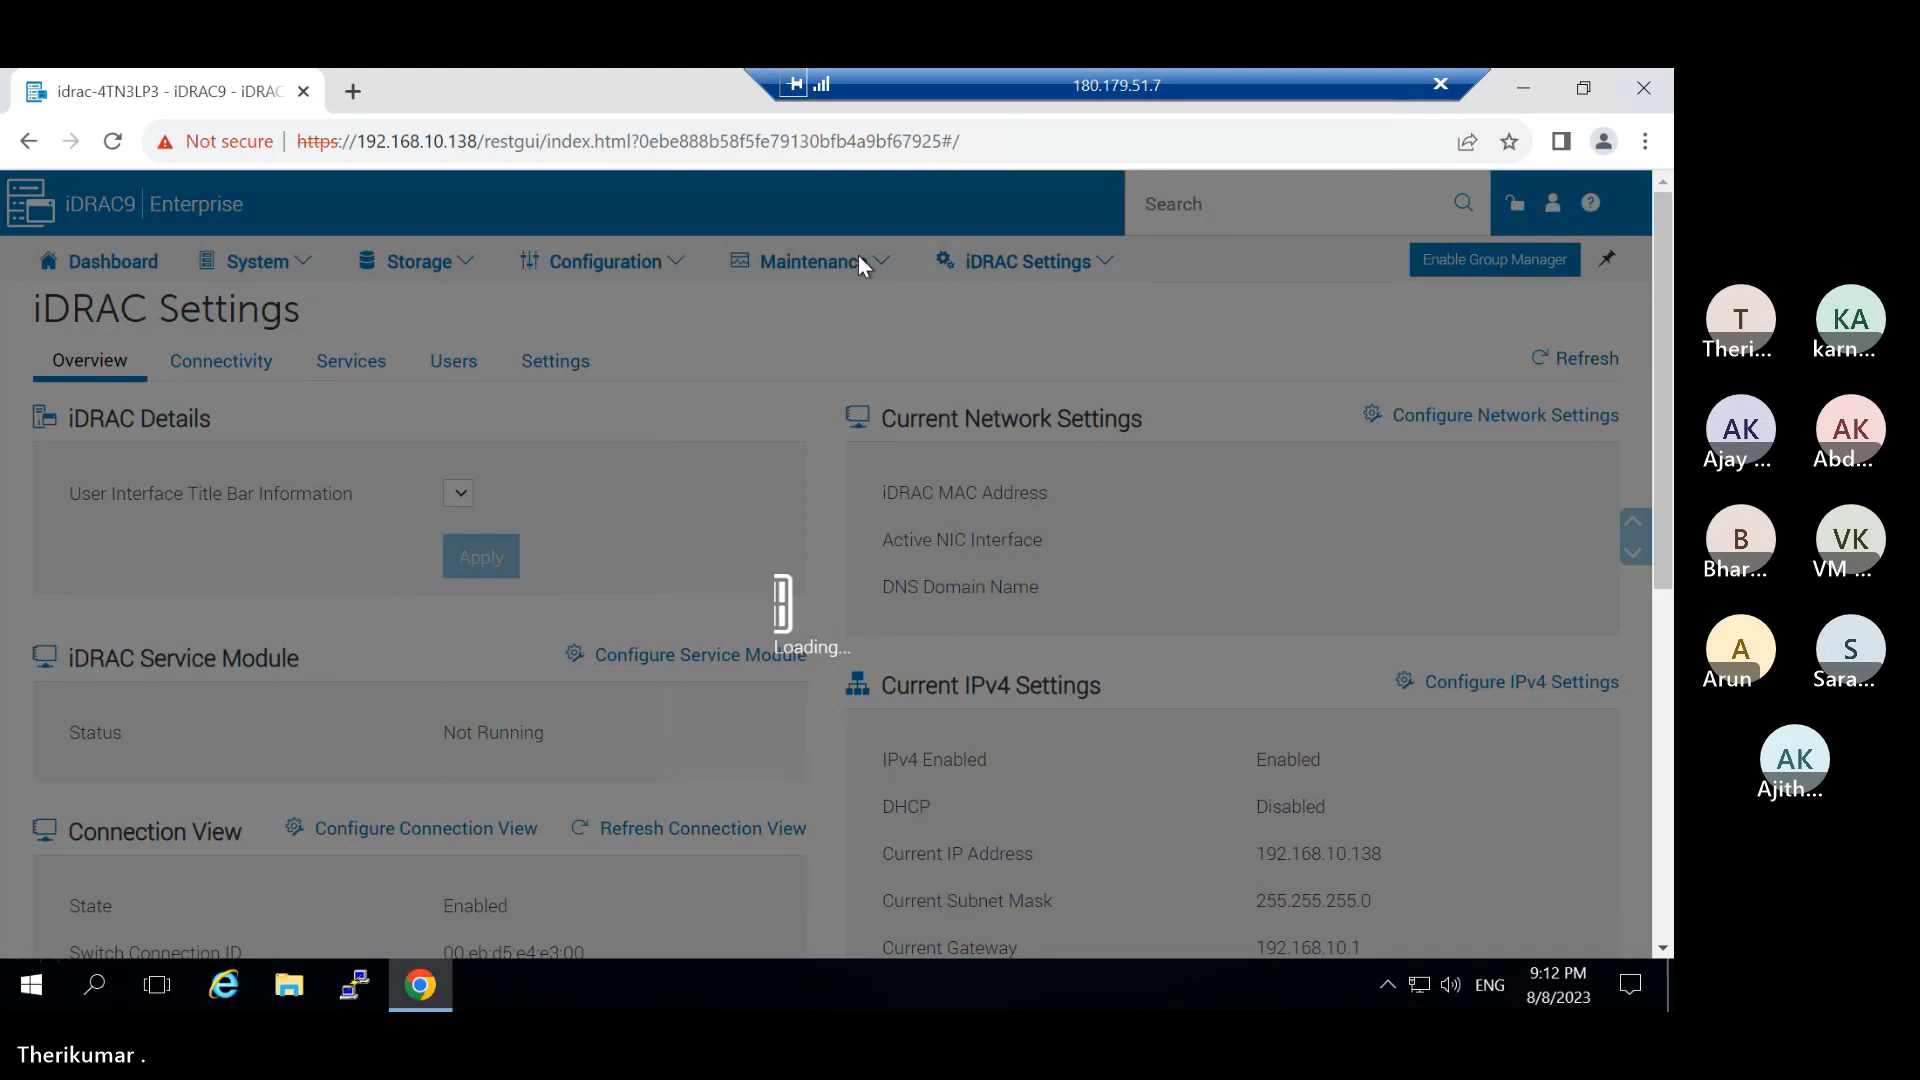 idrac-4TN3LP3 - iDRAC9 - iDRAC
180.179.51.7
Not secure | https://192.168.10.138/restgui/index.html?0ebe888b58f5fe79130bfb4a9bf67925#/
iDRAC9 | Enterprise
Search
Dashboard System Storage Configuration Maintenance iDRAC Settings Enable Group Manager
iDRAC Settings
Overview Connectivity Services Users Settings Refresh
iDRAC Details
User Interface Title Bar Information
Apply
iDRAC Service Module Configure Service Module
Status Not Running
Connection View Configure Connection View Refresh Connection View
State Enabled
Switch Connection ID 00:eb:d5:e4:e3:00
Current Network Settings Configure Network Settings
iDRAC MAC Address
Active NIC Interface
DNS Domain Name
Loading...
Current IPv4 Settings Configure IPv4 Settings
IPv4 Enabled Enabled
DHCP Disabled
Current IP Address 192.168.10.138
Current Subnet Mask 255.255.255.0
Current Gateway 192.168.10.1
ENG
9:12 PM
8/8/2023
T KA
Theri... karn...
AK AK
Ajay ... Abd...
B VK
Bhar... VM ...
A S
Arun Sara...
AK
Ajith...
Therikumar .